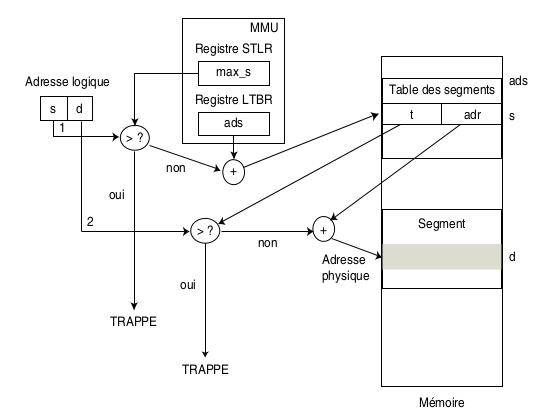 MMU
Registre STLR
max_s
Registre LTBR
ads
Adresse logique
s d
1
> ?
oui
non
+
2
> ?
oui
non
+
TRAPPE
TRAPPE
Adresse
physique
Table des segments
t adr
ads
s
Segment
d
Mémoire